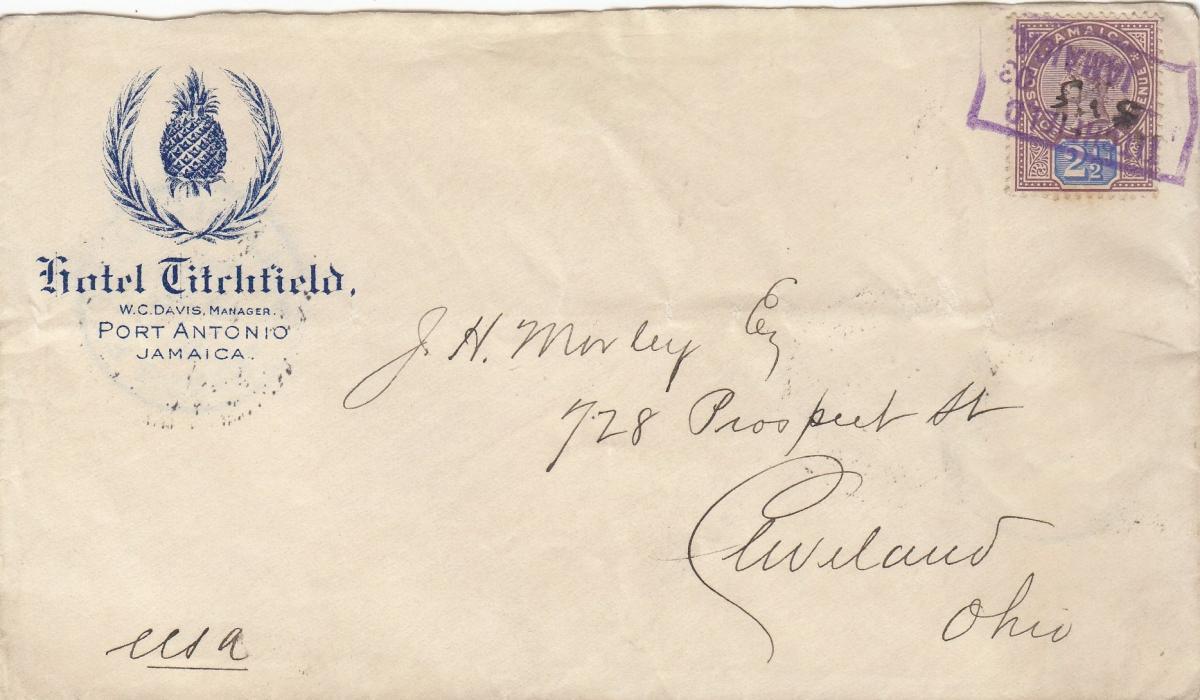 Hotel Titchfield,
W.C. DAVIS, MANAGER.
PORT ANTONIO
JAMAICA.
JAMAICA
2½
J. H. Morley Esq
728 Prospect St
Cleveland
Ohio
usa